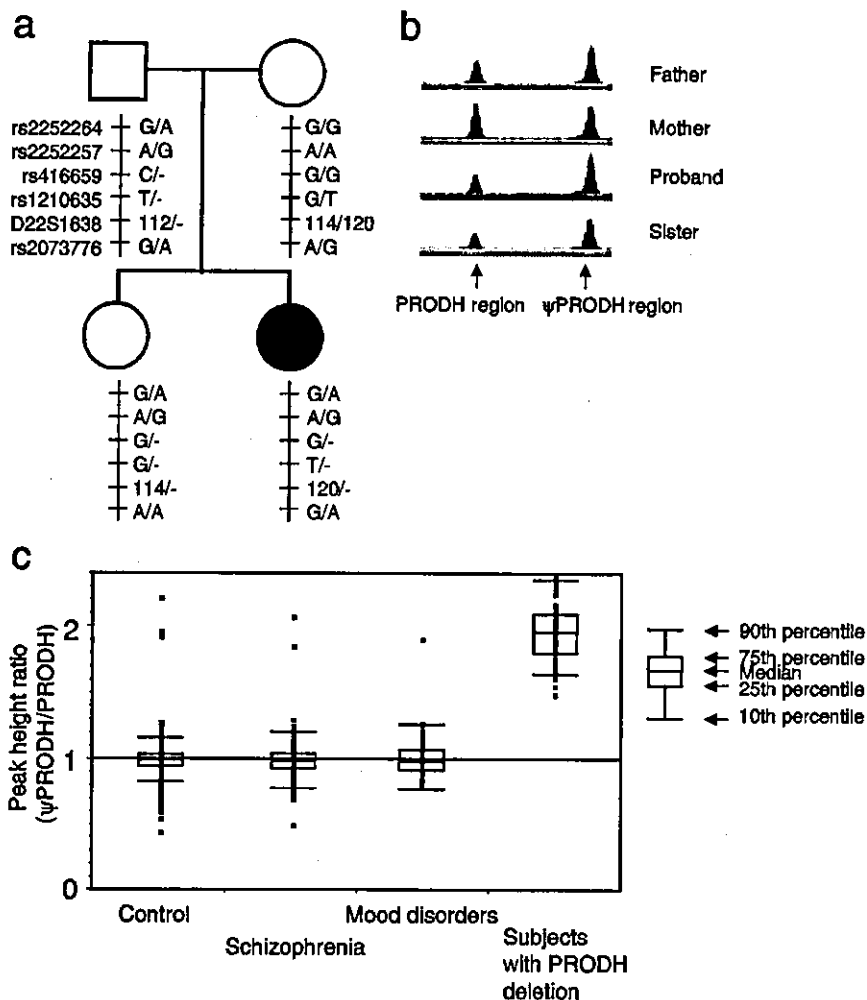 a
rs2252264 G/A
rs2252257 A/G
rs416659 C/-
rs1210635 T/-
D22S1638 112/-
rs2073776 G/A
G/G
A/A
G/G
G/T
114/120
A/G
G/A
A/G
G/-
G/-
114/-
A/A
G/A
A/G
G/-
T/-
120/-
G/A
b
Father
Mother
Proband
Sister
PRODH region ψPRODH region
c
Peak height ratio
(ψPRODH/PRODH)
2
1
0
Control
Schizophrenia
Mood disorders
Subjects
with PRODH
deletion
90th percentile
75th percentile
Median
25th percentile
10th percentile